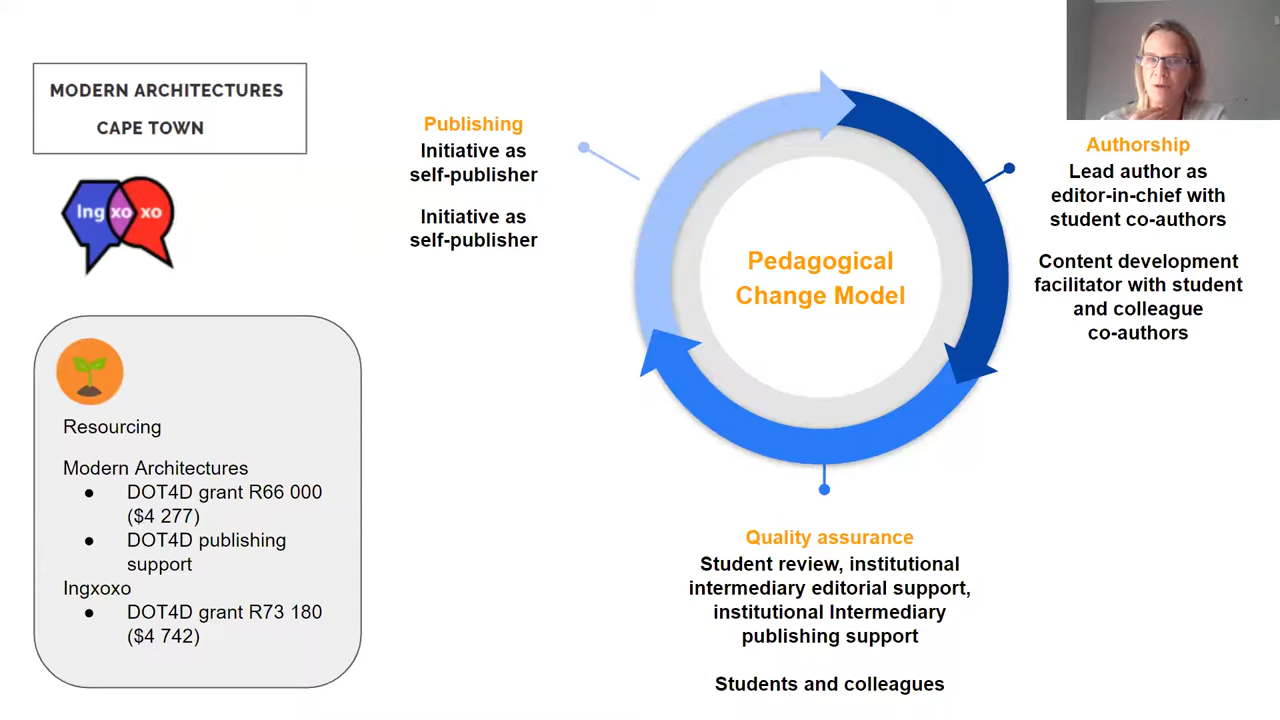 MODERN ARCHITECTURES
CAPE TOWN
Ingxoxo
Resourcing
Modern Architectures
● DOT4D grant R66 000
($4 277)
● DOT4D publishing
support
Ingxoxo
● DOT4D grant R73 180
($4 742)
Publishing
Initiative as
self-publisher
Initiative as
self-publisher
Pedagogical
Change Model
Authorship
Lead author as
editor-in-chief with
student co-authors
Content development
facilitator with student
and colleague
co-authors
Quality assurance
Student review, institutional
intermediary editorial support,
institutional Intermediary
publishing support
Students and colleagues